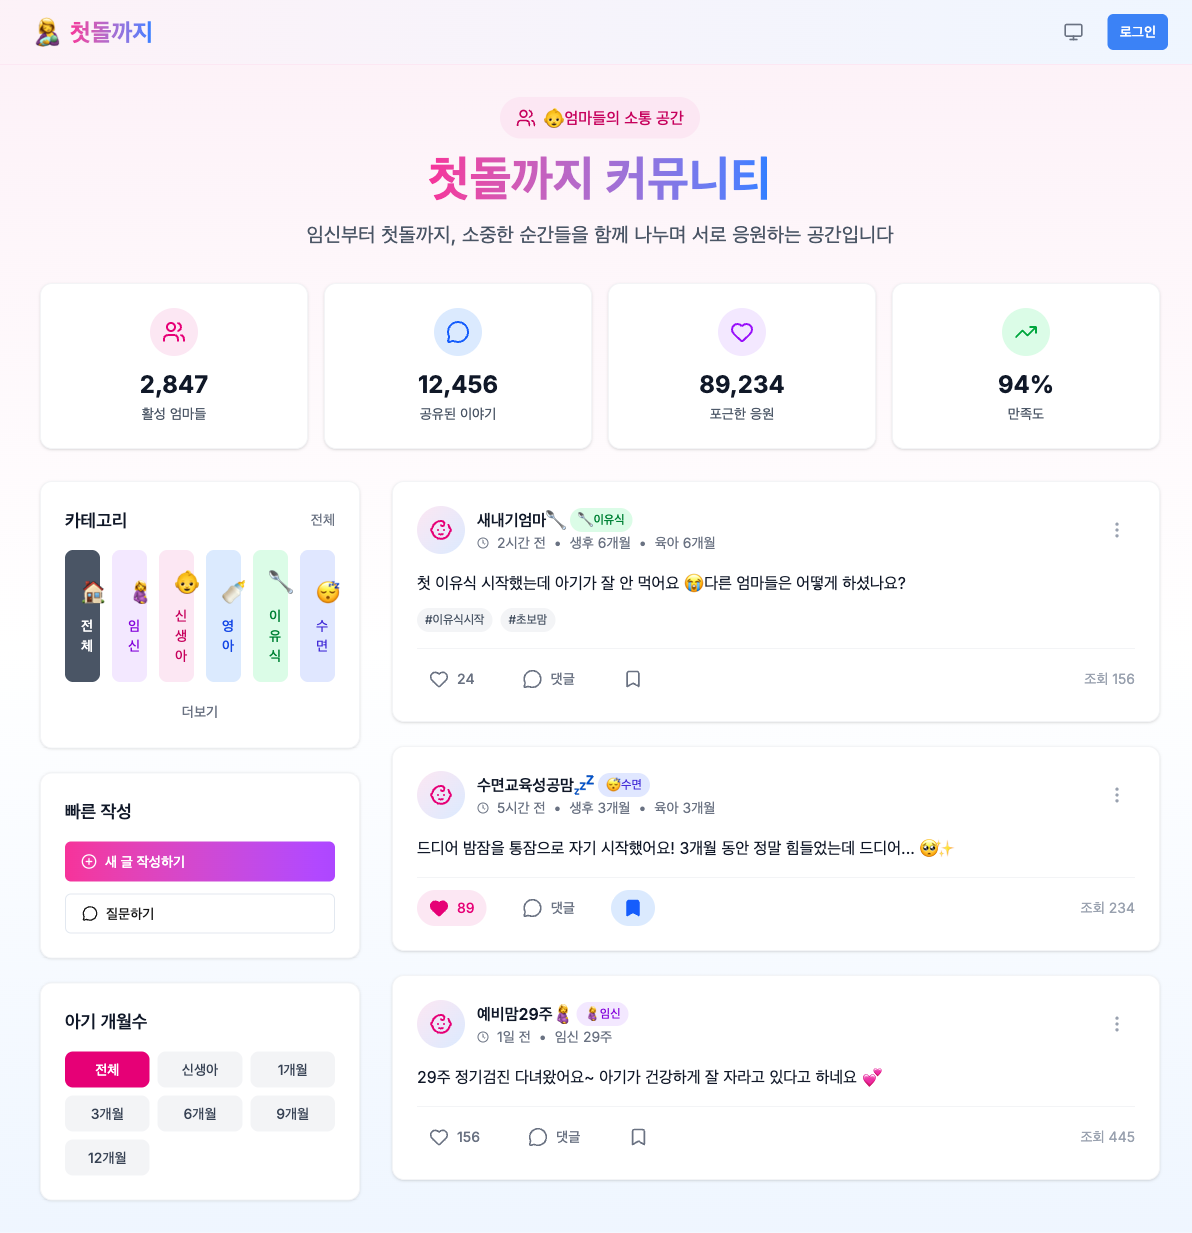 🤱 첫돌까지
로그인
👶엄마들의 소통 공간
첫돌까지 커뮤니티
임신부터 첫돌까지, 소중한 순간들을 함께 나누며 서로 응원하는 공간입니다
2,847
활성 엄마들
12,456
공유된 이야기
89,234
포근한 응원
94%
만족도
카테고리
전체
🏠 전체
🤰 임신
👶 신생아
🍼 영아
🥄 이유식
😴 수면
더보기
빠른 작성
새 글 작성하기
질문하기
아기 개월수
전체 신생아 1개월
3개월 6개월 9개월
12개월
새내기엄마🥄 🥄이유식
2시간 전 • 생후 6개월 • 육아 6개월
첫 이유식 시작했는데 아기가 잘 안 먹어요 😭다른 엄마들은 어떻게 하셨나요?
#이유식시작 #초보맘
24 댓글 조회 156
수면교육성공맘💤 😴수면
5시간 전 • 생후 3개월 • 육아 3개월
드디어 밤잠을 통잠으로 자기 시작했어요! 3개월 동안 정말 힘들었는데 드디어... 🥺✨
89 댓글 조회 234
예비맘29주🤰 🤰임신
1일 전 • 임신 29주
29주 정기검진 다녀왔어요~ 아기가 건강하게 잘 자라고 있다고 하네요 💕
156 댓글 조회 445